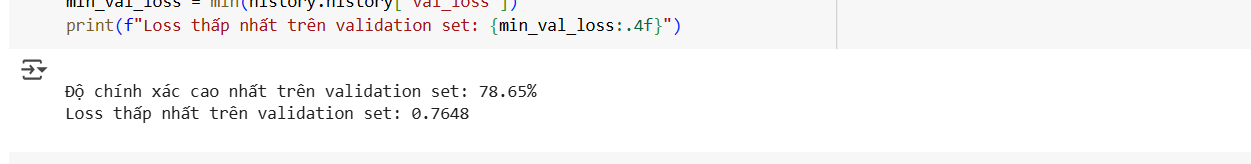 min_val_loss = min(history.history['val_loss'])
print(f"Loss thấp nhất trên validation set: {min_val_loss:.4f}")
Độ chính xác cao nhất trên validation set: 78.65%
Loss thấp nhất trên validation set: 0.7648